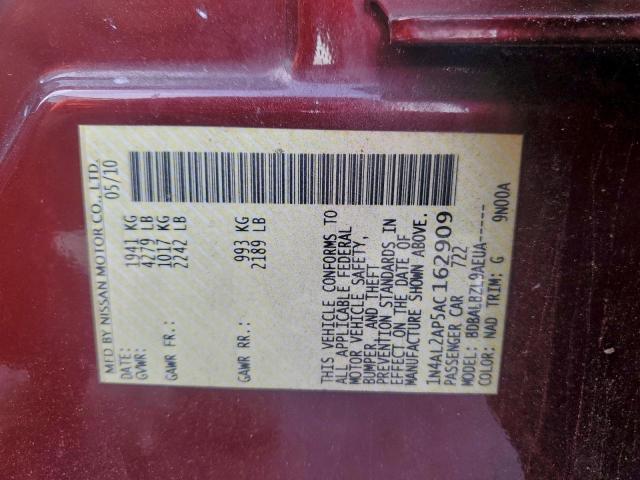 MFD BY NISSAN MOTOR CO., LTD.
DATE: 05/10
GVWR: 1941 KG
4279 LB
GAWR FR.: 1017 KG
2242 LB
GAWR RL.: 993 KG
2189 LB
THIS VEHICLE CONFORMS TO
ALL APPLICABLE FEDERAL
MOTOR VEHICLE SAFETY,
BUMPER, AND THEFT
PREVENTION STANDARDS IN
EFFECT ON THE DATE OF
MANUFACTURE SHOWN ABOVE.
1N4AL2AP5AC162909
PASSENGER CAR 722
MODEL: BDBALBZL9AEUA-----
COLOR: NAD TRIM: G 9N00A